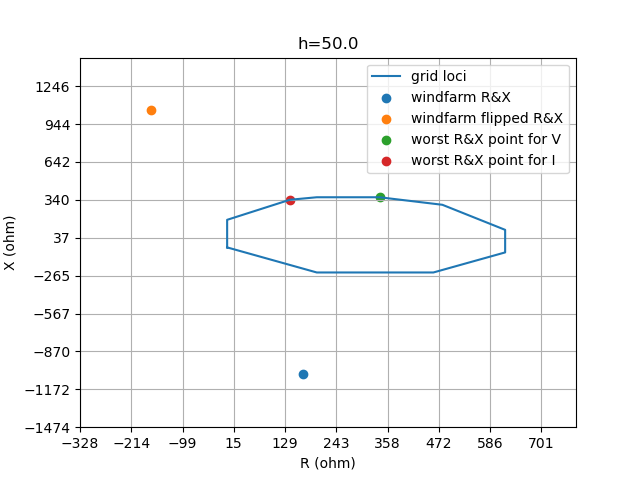 h=50.0
grid loci
windfarm R&X
windfarm flipped R&X
worst R&X point for V
worst R&X point for I
X (ohm)
1246
944
642
340
37
−265
−567
−870
−1172
−1474
−328 −214 −99 15 129 243 358 472 586 701
R (ohm)